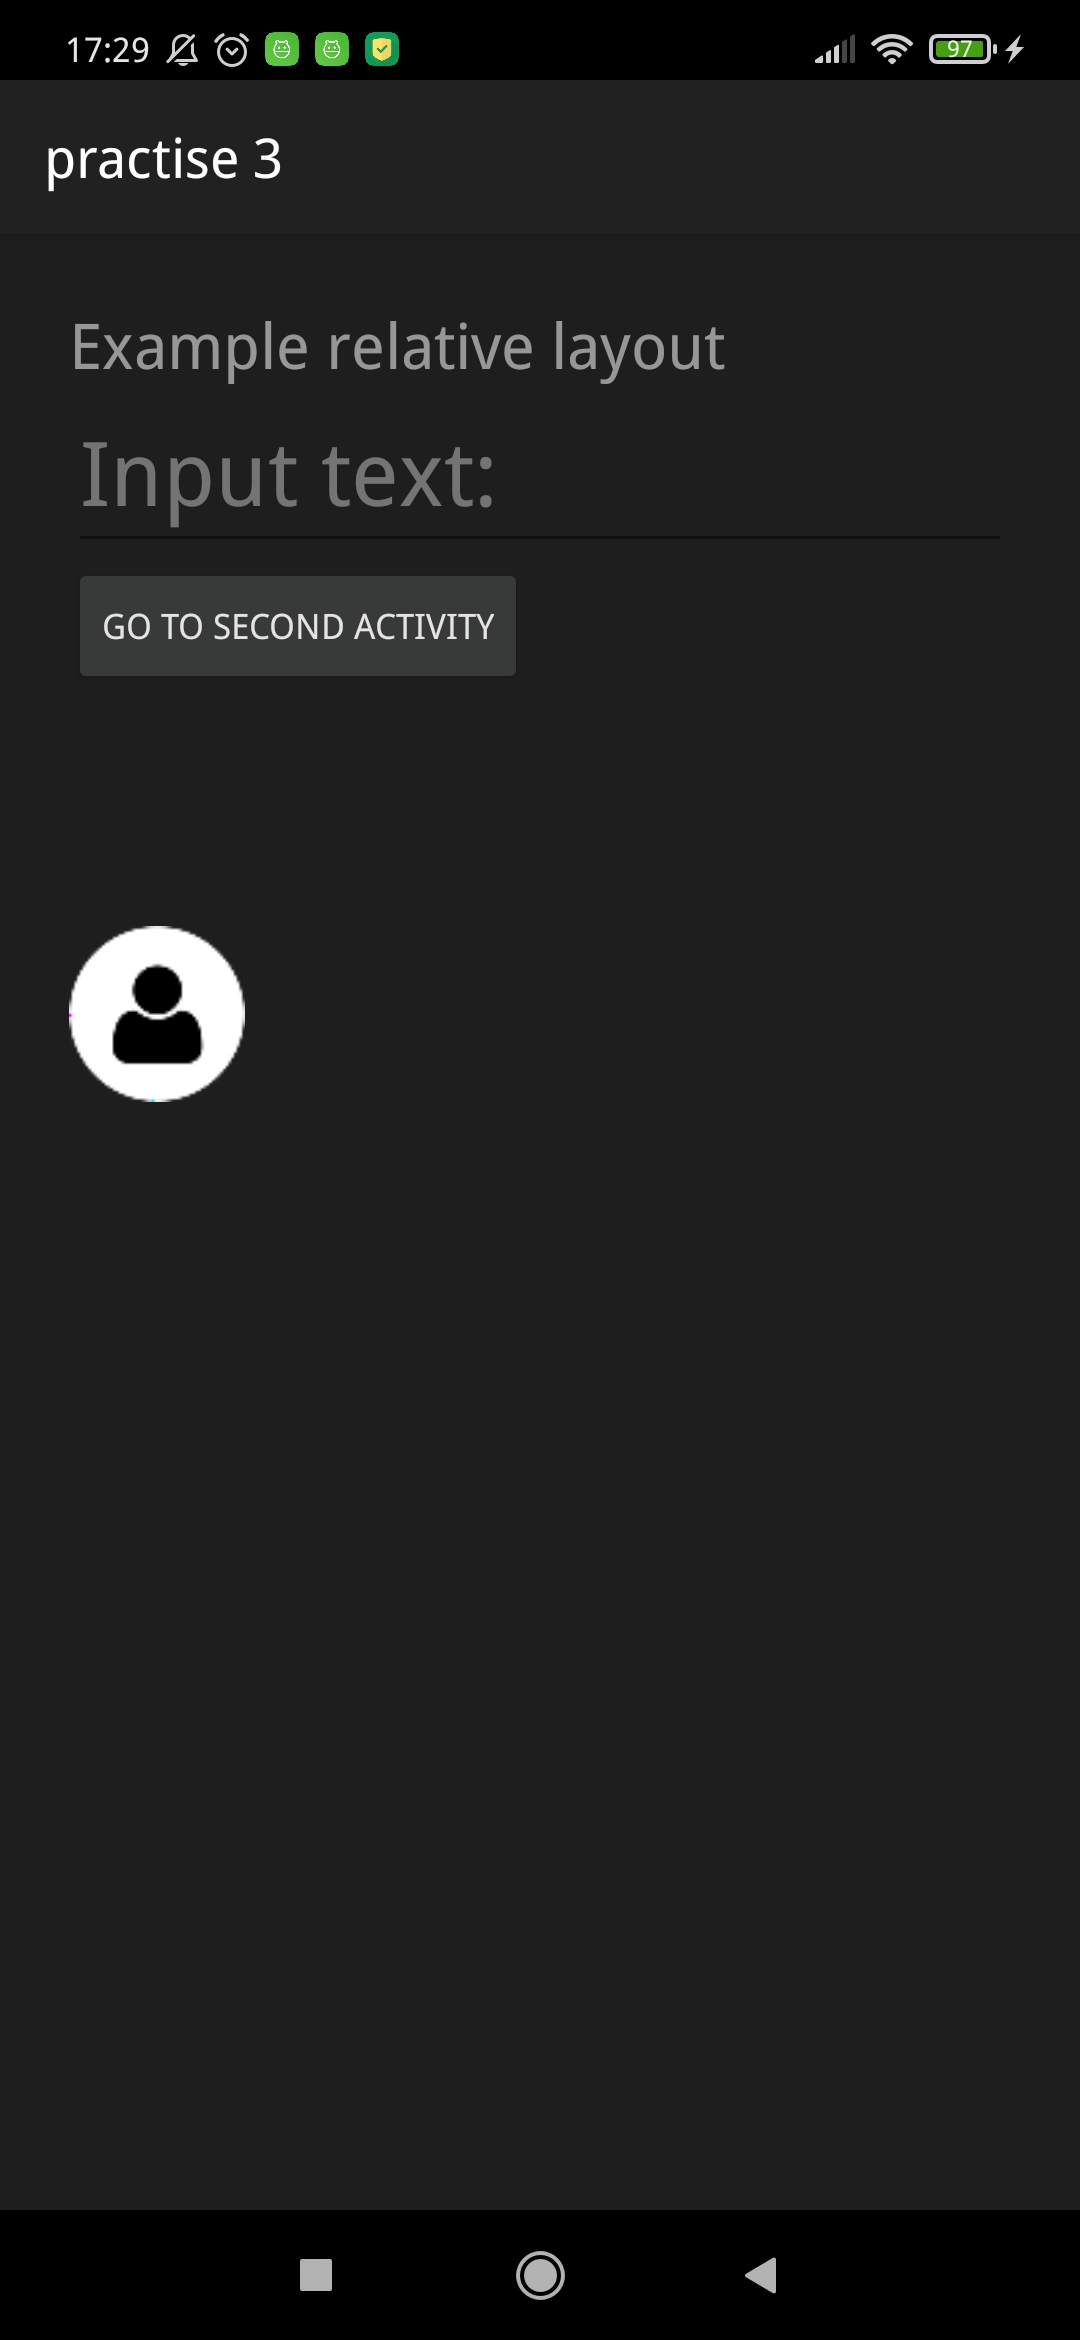 17:29 97
practise 3
Example relative layout
Input text:
GO TO SECOND ACTIVITY